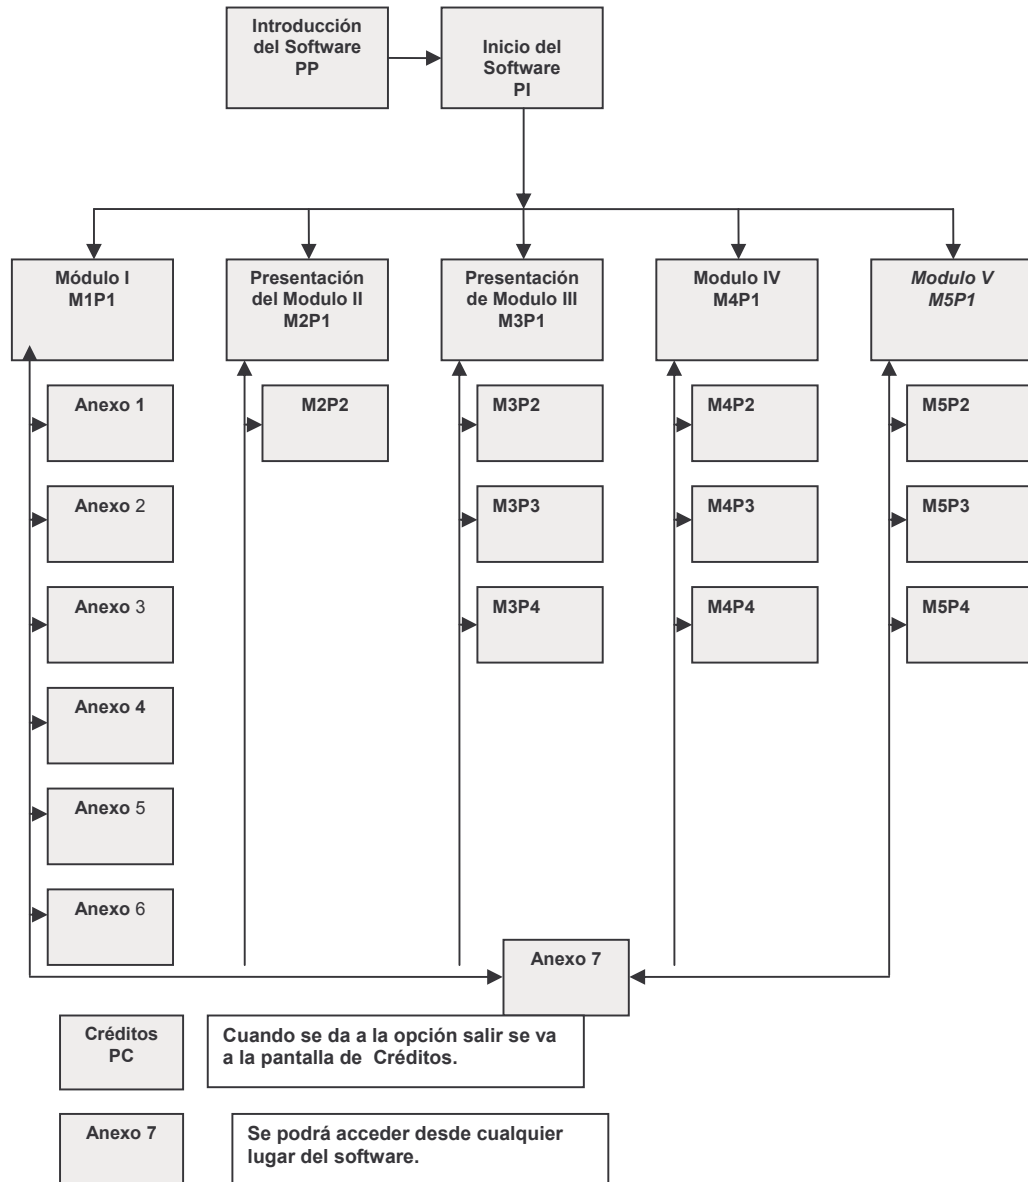 Introducción
del Software
PP
Inicio del
Software
PI
Módulo I
M1P1
Presentación
del Modulo II
M2P1
Presentación
de Modulo III
M3P1
Modulo IV
M4P1
Modulo V
M5P1
Anexo 1
M2P2
M3P2
M4P2
M5P2
Anexo 2
M3P3
M4P3
M5P3
Anexo 3
M3P4
M4P4
M5P4
Anexo 4
Anexo 5
Anexo 6
Anexo 7
Créditos
PC
Cuando se da a la opción salir se va
a la pantalla de Créditos.
Anexo 7
Se podrá acceder desde cualquier
lugar del software.